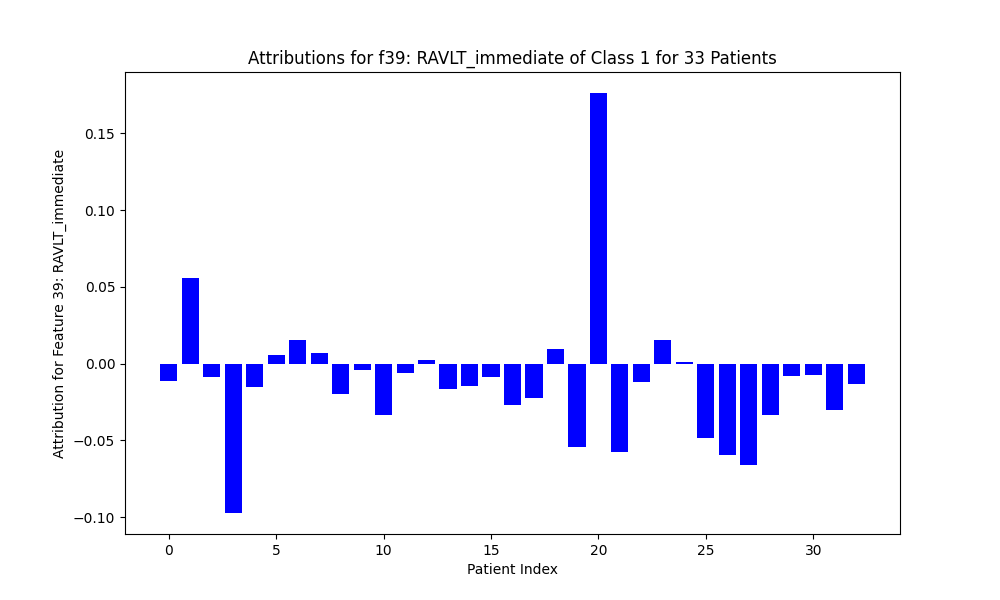 Attributions for f39: RAVLT_immediate of Class 1 for 33 Patients
Attribution for Feature 39: RAVLT_immediate
0.15
0.10
0.05
0.00
−0.05
−0.10
0 5 10 15 20 25 30
Patient Index